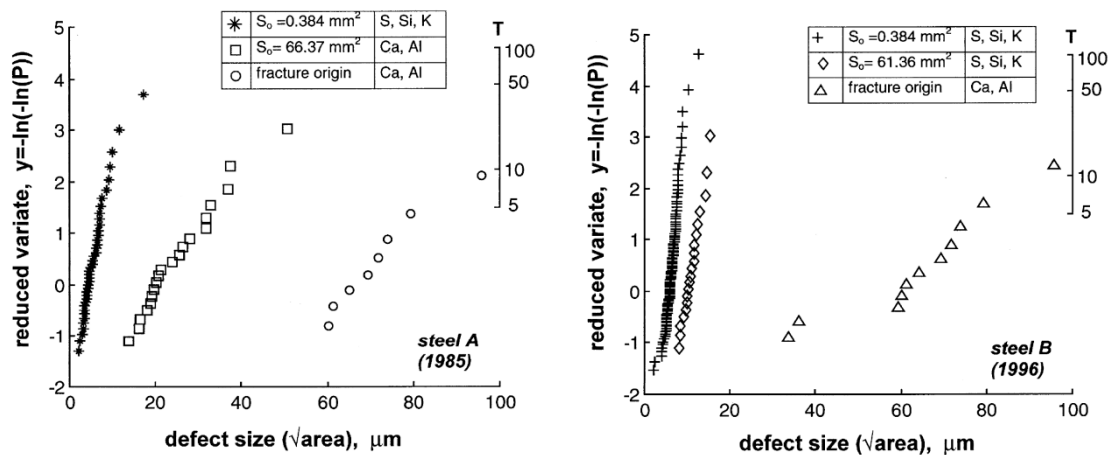 S₀ =0.384 mm² S, Si, K
S₀= 66.37 mm² Ca, Al
fracture origin Ca, Al
T
100
50
10
5
reduced variate, y=-ln(-ln(P))
5
4
3
2
1
0
-1
-2
steel A
(1985)
0 20 40 60 80 100
defect size (√area), μm
S₀ =0.384 mm² S, Si, K
S₀= 61.36 mm² S, Si, K
fracture origin Ca, Al
T
100
50
10
5
reduced variate, y=-ln(-ln(P))
5
4
3
2
1
0
-1
-2
steel B
(1996)
0 20 40 60 80 100
defect size (√area), μm